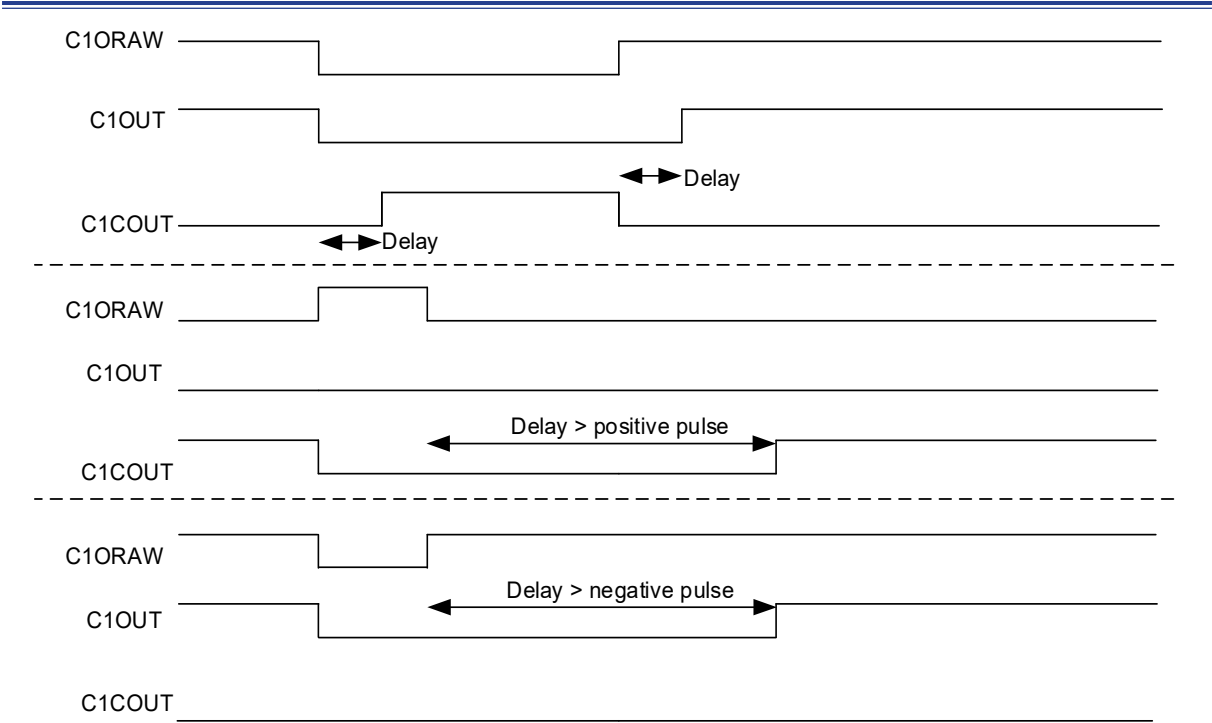 C1ORAW
C1OUT
Delay
C1COUT
Delay
C1ORAW
C1OUT
Delay > positive pulse
C1COUT
C1ORAW
Delay > negative pulse
C1OUT
C1COUT